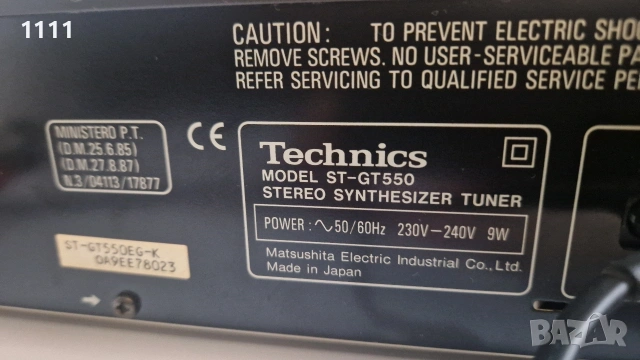 1111
CAUTION: TO PREVENT ELECTRIC SHO
REMOVE SCREWS. NO USER-SERVICEABLE PA
REFER SERVICING TO QUALIFIED SERVICE PE
MINISTERO P.T.
(D.M.25.6.85)
(D.M.27.8.87)
N.3/04113/17877
CE
Technics
MODEL ST-GT550
STEREO SYNTHESIZER TUNER
POWER: ∿50/60Hz 230V-240V 9W
Matsushita Electric Industrial Co., Ltd.
Made in Japan
ST-GT550EG-K
0A9EE78023
BAZAR